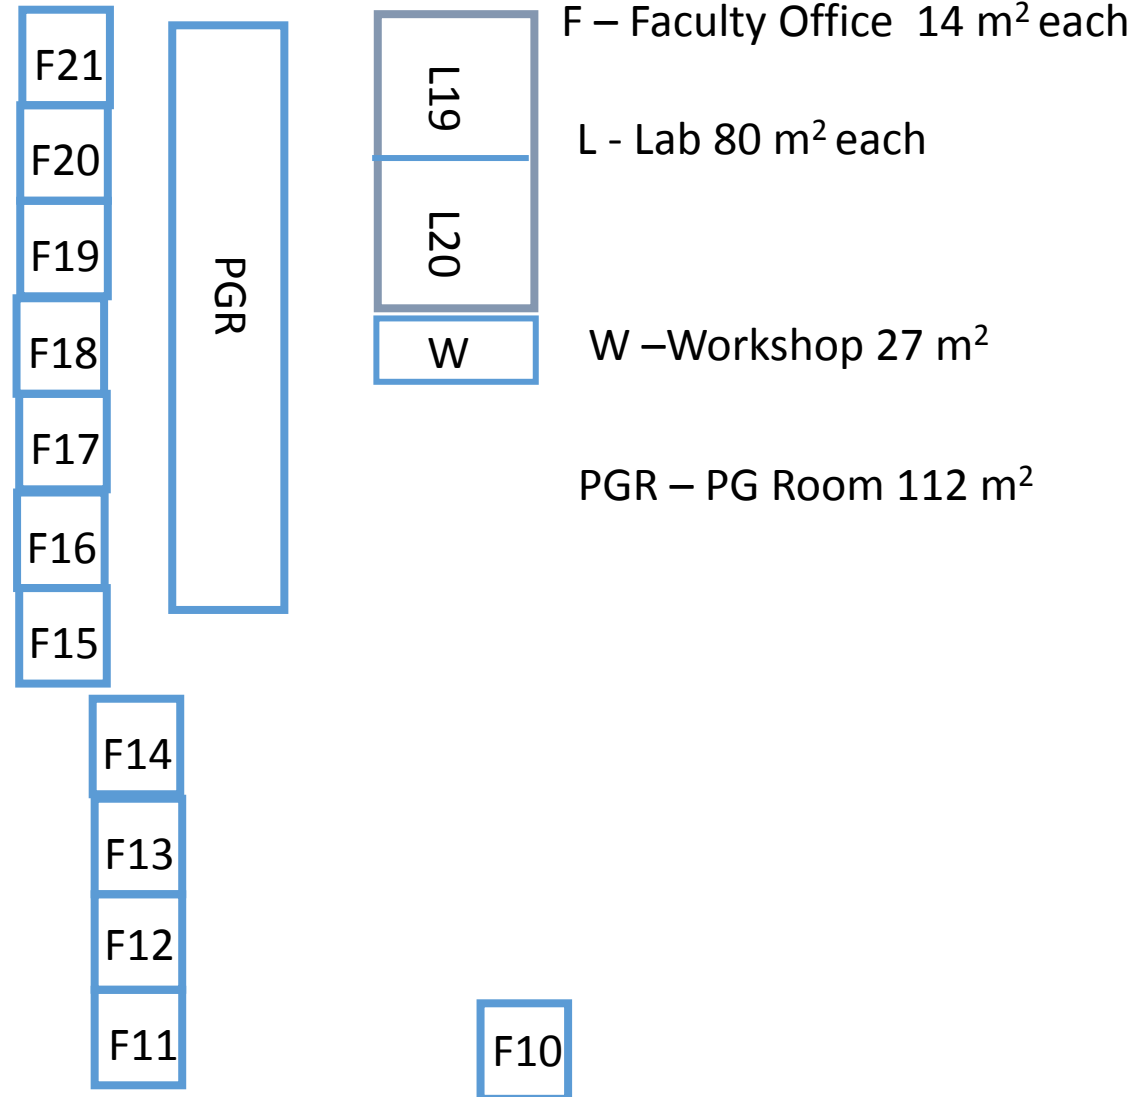 F – Faculty Office 14 m² each
L - Lab 80 m² each
W –Workshop 27 m²
PGR – PG Room 112 m²
F21
F20
F19
F18
F17
F16
F15
F14
F13
F12
F11
F10
PGR
L19
L20
W